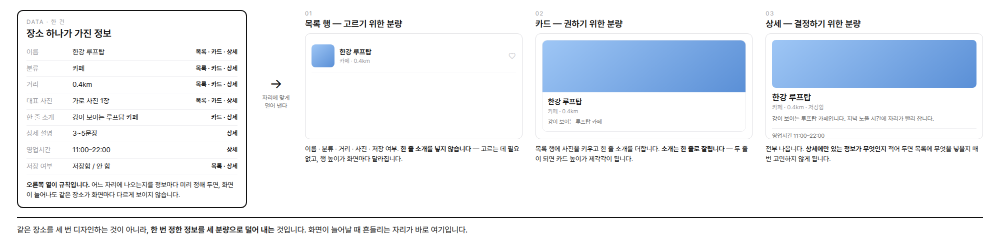 DATA · 한 건
장소 하나가 가진 정보
이름 한강 루프탑 목록 · 카드 · 상세
분류 카페 목록 · 카드 · 상세
거리 0.4km 목록 · 카드 · 상세
대표 사진 가로 사진 1장 목록 · 카드 · 상세
한 줄 소개 강이 보이는 루프탑 카페 카드 · 상세
상세 설명 3~5문장 상세
영업시간 11:00–22:00 상세
저장 여부 저장함 / 안 함 목록 · 상세
오른쪽 열이 규칙입니다. 어느 자리에 나오는지를 정보마다 미리 정해 두면, 화면
이 늘어나도 같은 장소가 화면마다 다르게 보이지 않습니다.
→
자리에 맞게
덜어 낸다
01
목록 행 — 고르기 위한 분량
한강 루프탑
카페 · 0.4km
이름 · 분류 · 거리 · 사진 · 저장 여부. 한 줄 소개를 넣지 않습니다 — 고르는 데 필요
없고, 행 높이가 화면마다 달라집니다.
02
카드 — 권하기 위한 분량
한강 루프탑
카페 · 0.4km
강이 보이는 루프탑 카페
목록 행에 사진을 키우고 한 줄 소개를 더합니다. 소개는 한 줄로 잘립니다 — 두 줄
이 되면 카드 높이가 제각각이 됩니다.
03
상세 — 결정하기 위한 분량
한강 루프탑
카페 · 0.4km · 저장함
강이 보이는 루프탑 카페입니다. 저녁 노을 시간에 자리가 빨리 찹니다.
영업시간 11:00–22:00
전부 나옵니다. 상세에만 있는 정보가 무엇인지 적어 두면 목록에 무엇을 넣을지 매
번 고민하지 않게 됩니다.
같은 장소를 세 번 디자인하는 것이 아니라, 한 번 정한 정보를 세 분량으로 덜어 내는 것입니다. 화면이 늘어날 때 흔들리는 자리가 바로 여기입니다.